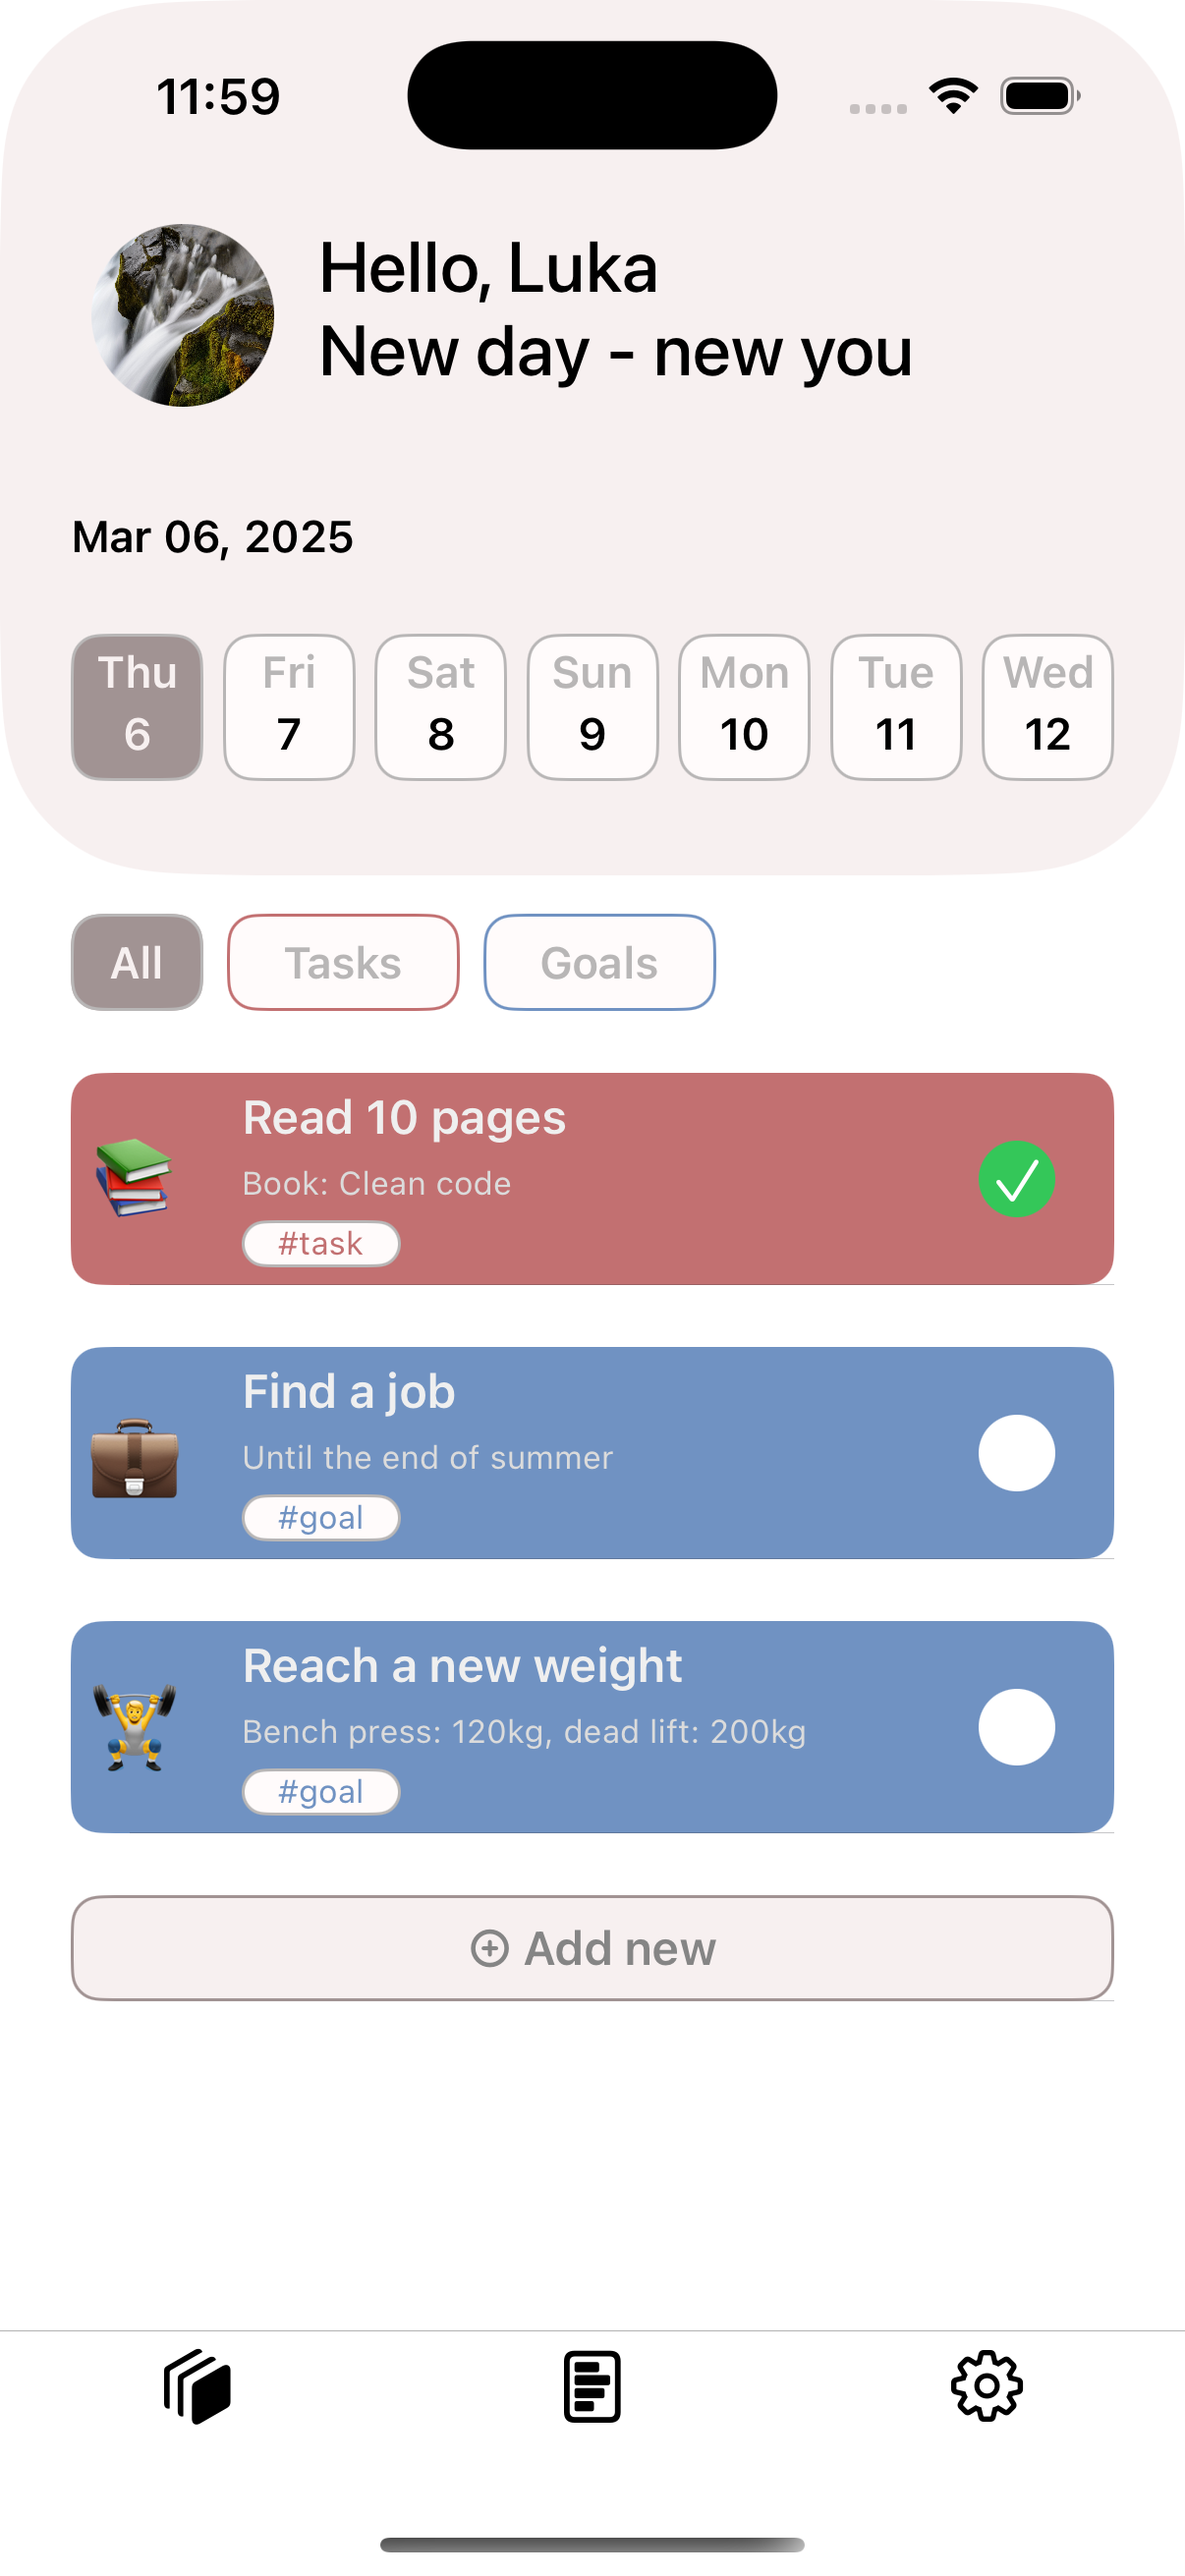 11:59
Hello, Luka
New day - new you
Mar 06, 2025
Thu Fri Sat Sun Mon Tue Wed
6 7 8 9 10 11 12
All Tasks Goals
Read 10 pages
Book: Clean code
#task
Find a job
Until the end of summer
#goal
Reach a new weight
Bench press: 120kg, dead lift: 200kg
#goal
Add new